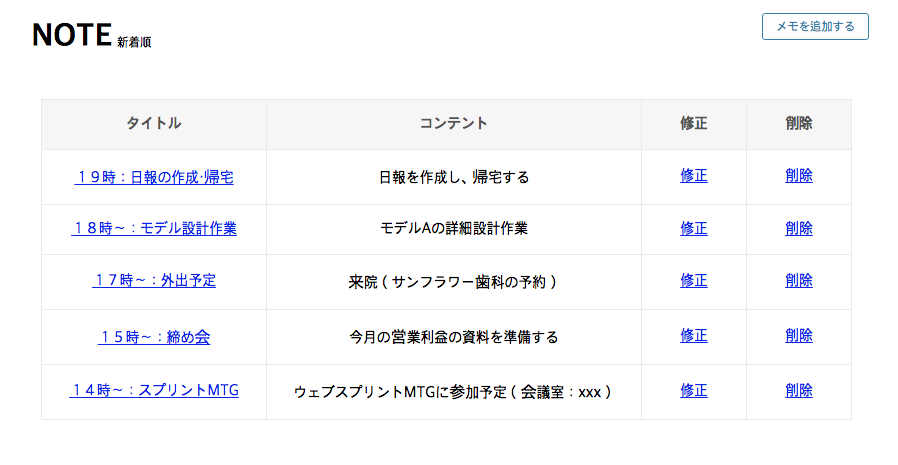 NOTE 新着順
メモを追加する
タイトル コンテント 修正 削除
１９時：日報の作成·帰宅 日報を作成し、帰宅する 修正 削除
１８時～：モデル設計作業 モデルAの詳細設計作業 修正 削除
１７時～：外出予定 来院（サンフラワー歯科の予約） 修正 削除
１５時～：締め会 今月の営業利益の資料を準備する 修正 削除
１４時～：スプリントMTG ウェブスプリントMTGに参加予定（会議室：xxx） 修正 削除